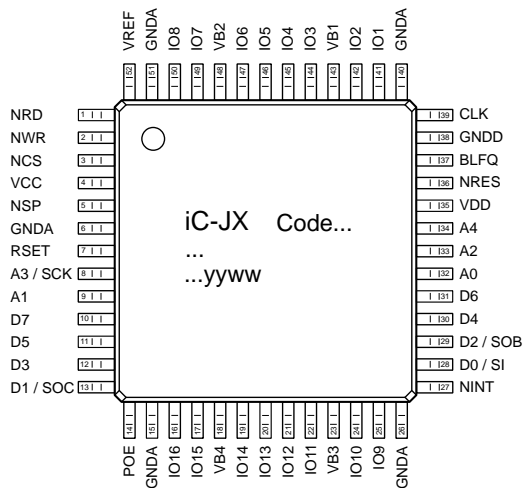 VREF GNDA IO8 IO7 VB2 IO6 IO5 IO4 IO3 VB1 IO2 IO1 GNDA
52 51 50 49 48 47 46 45 44 43 42 41 40
NRD 1 39 CLK
NWR 2 38 GNDD
NCS 3 37 BLFQ
VCC 4 36 NRES
NSP 5 35 VDD
GNDA 6 34 A4
RSET 7 33 A2
A3 / SCK 8 32 A0
A1 9 31 D6
D7 10 30 D4
D5 11 29 D2 / SOB
D3 12 28 D0 / SI
D1 / SOC 13 27 NINT
iC-JX Code...
...
...yyww
14 15 16 17 18 19 20 21 22 23 24 25 26
POE GNDA IO16 IO15 VB4 IO14 IO13 IO12 IO11 VB3 IO10 IO9 GNDA